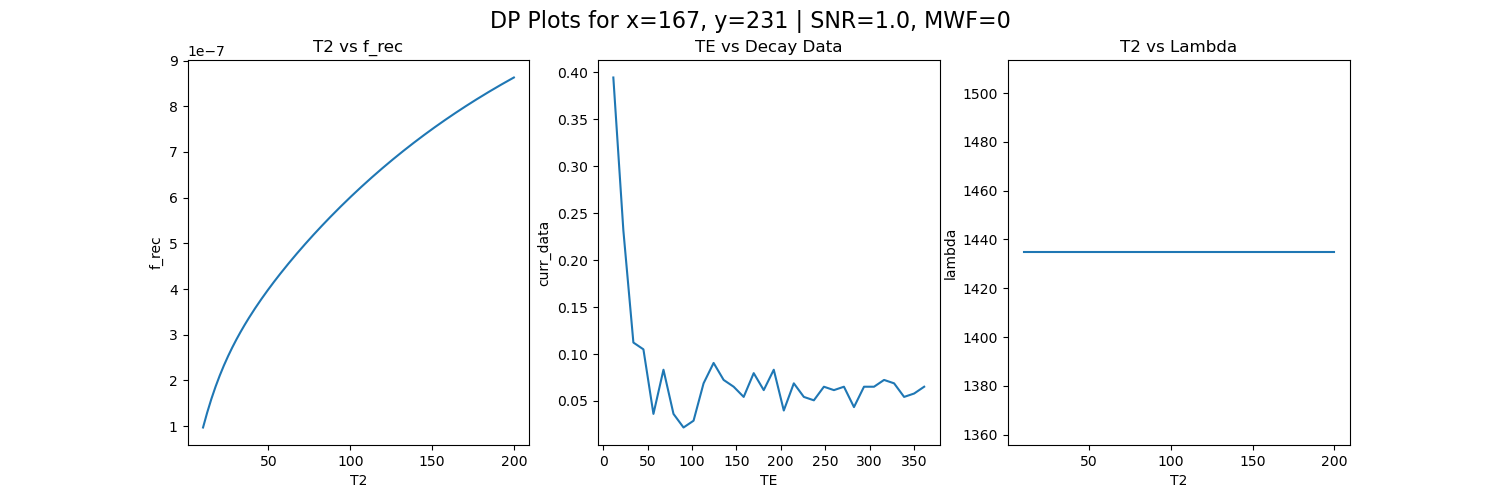 DP Plots for x=167, y=231 | SNR=1.0, MWF=0
T2 vs f_rec
1e−7
9
8
7
6
5
4
3
2
1
f_rec
50 100 150 200
T2
TE vs Decay Data
0.40
0.35
0.30
0.25
0.20
0.15
0.10
0.05
curr_data
0 50 100 150 200 250 300 350
TE
T2 vs Lambda
1500
1480
1460
1440
1420
1400
1380
1360
lambda
50 100 150 200
T2